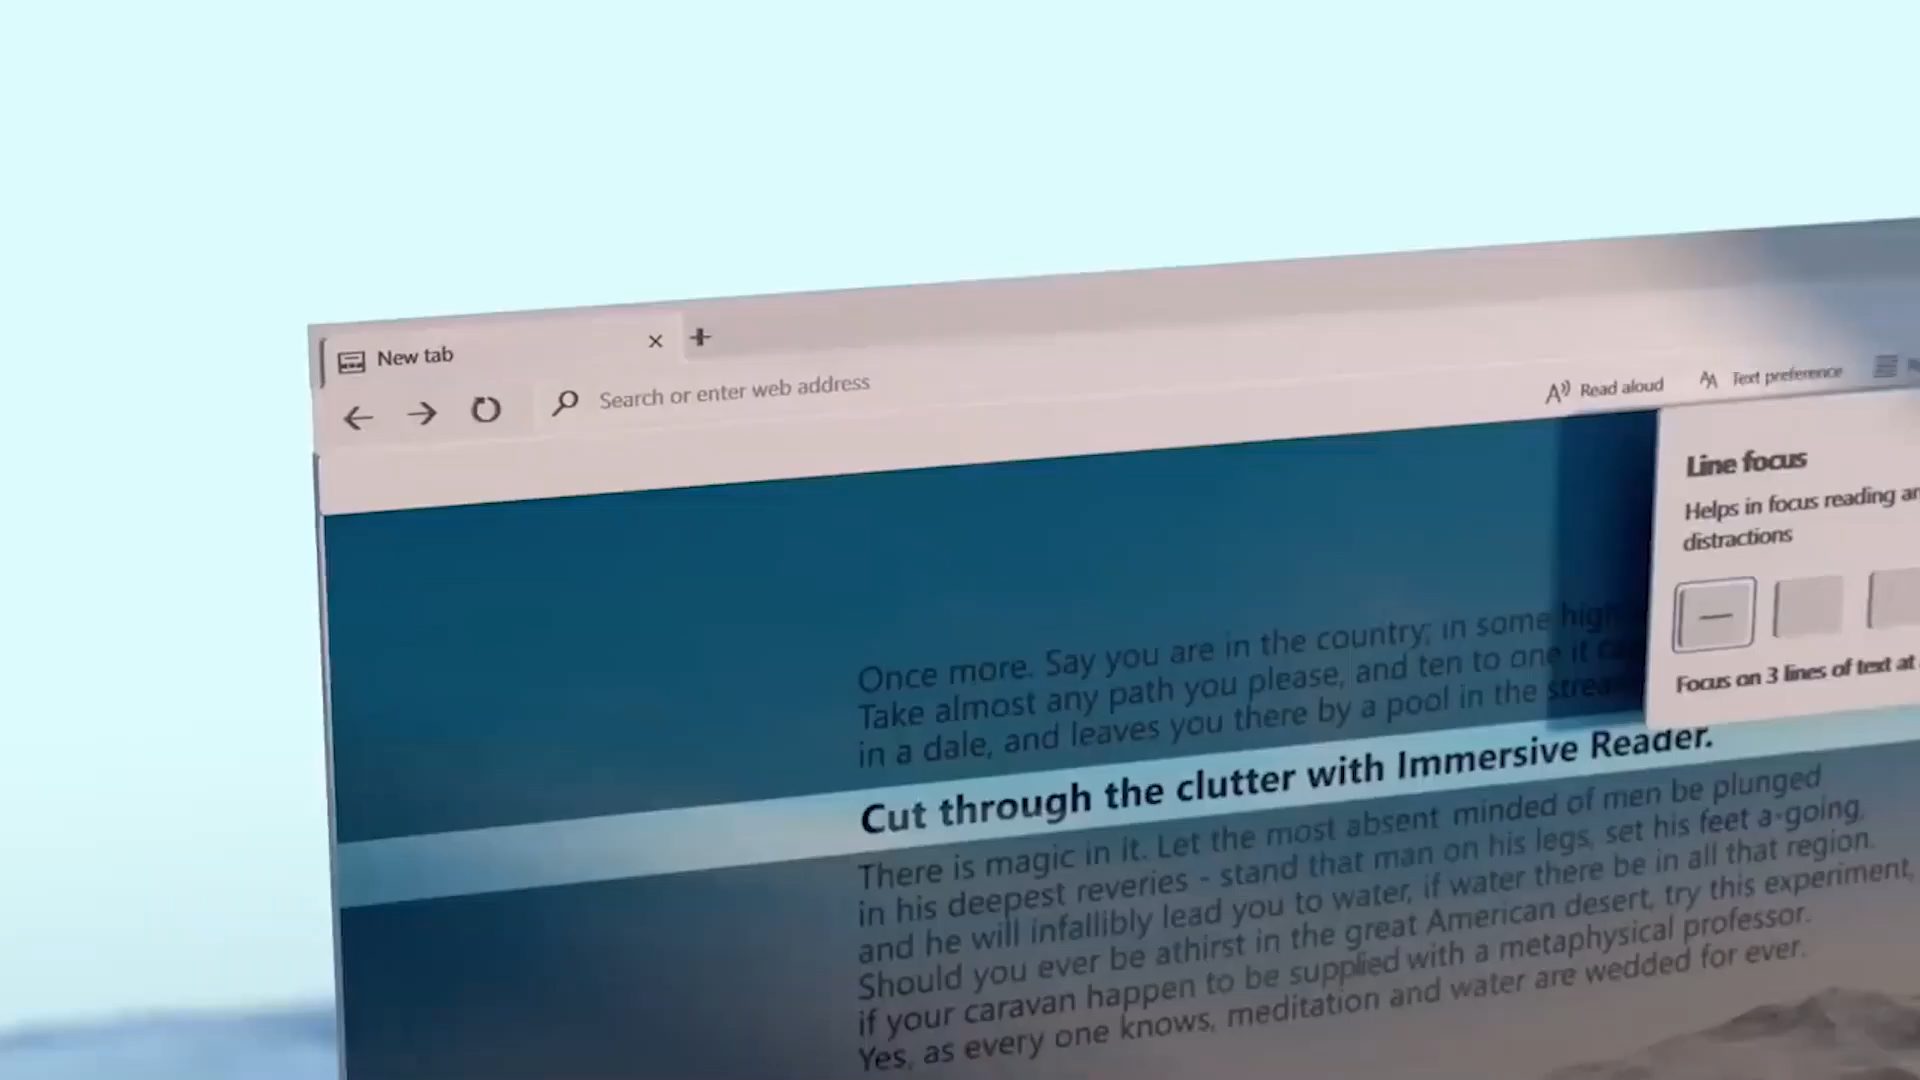 New tab
Search or enter web address
Read aloud
Text preference
Line focus
Helps in focus reading
distractions
Focus on 3 lines of text at
Once more. Say you are in the country; in some high
Take almost any path you please, and ten to one it
in a dale, and leaves you there by a pool in the
Cut through the clutter with Immersive Reader.
There is magic in it. Let the most absent minded of men be plunged
in his deepest reveries - stand that man on his legs, set his feet a-going,
and he will infallibly lead you to water, if water there be in all that region.
Should you ever be athirst in the great American desert, try this experiment,
if your caravan happen to be supplied with a metaphysical professor.
Yes, as every one knows, meditation and water are wedded for ever.